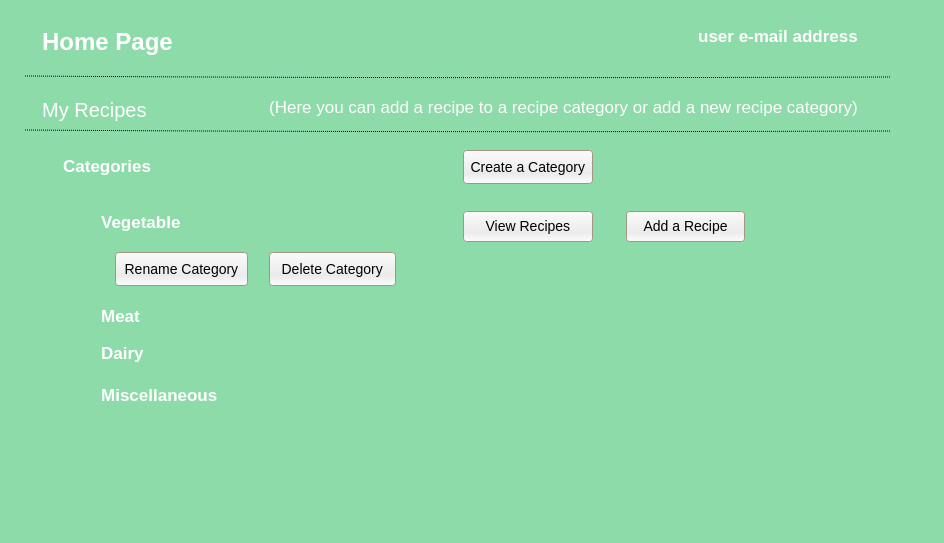 Home Page
user e-mail address
My Recipes
(Here you can add a recipe to a recipe category or add a new recipe category)
Categories
Create a Category
Vegetable
View Recipes
Add a Recipe
Rename Category
Delete Category
Meat
Dairy
Miscellaneous